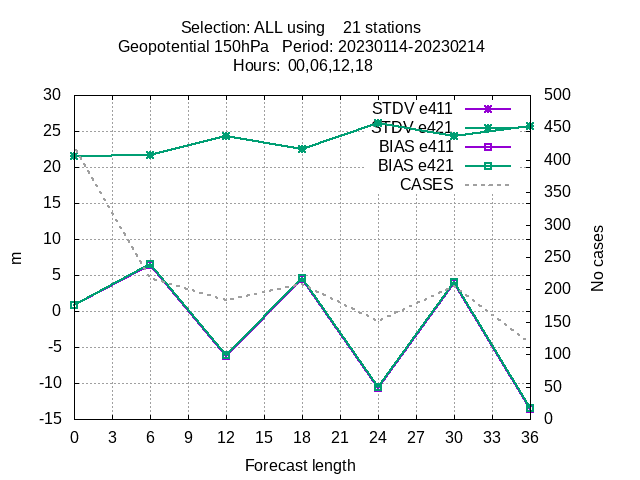 Selection: ALL using    21 stations
Geopotential 150hPa   Period: 20230114-20230214
Hours:  00,06,12,18
30
25
20
15
10
5
0
-5
-10
-15
m
500
450
400
350
300
250
200
150
100
50
0
No cases
STDV e411
STDV e421
BIAS e411
BIAS e421
CASES
0 3 6 9 12 15 18 21 24 27 30 33 36
Forecast length